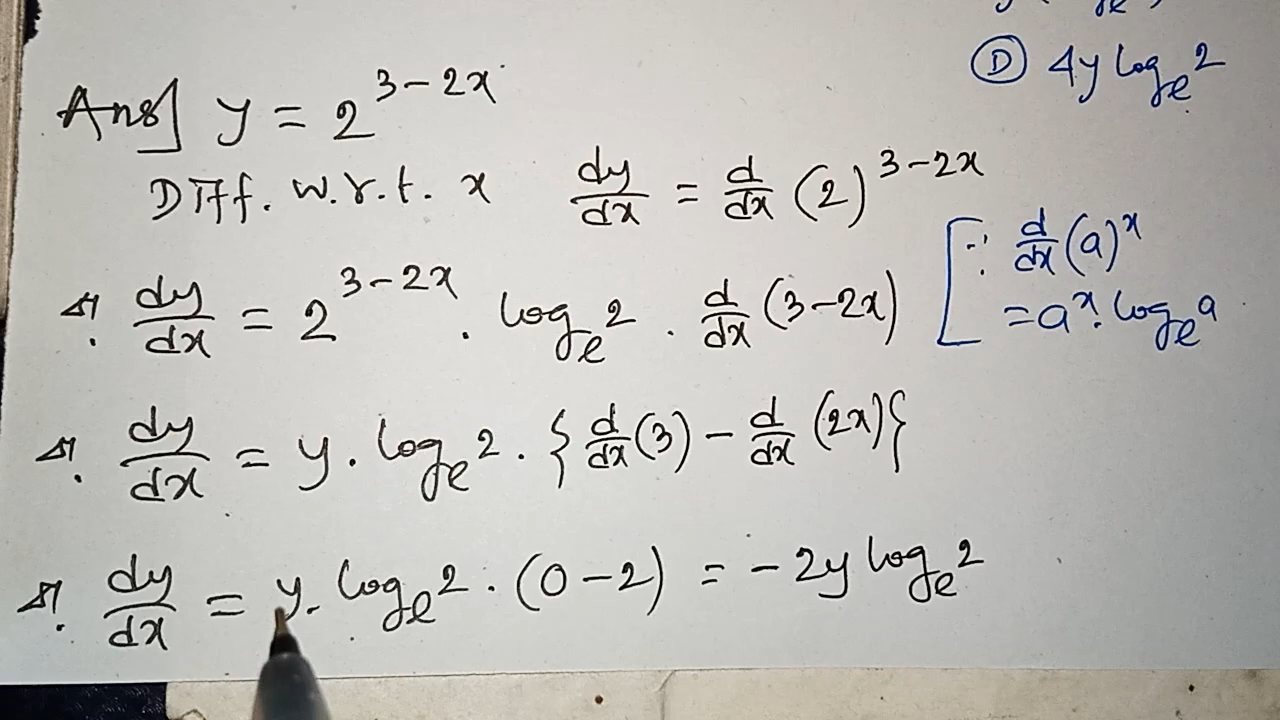 Ⓓ 4y logₑ2
Ans] y = 2^(3-2x)
Diff. w.r.t. x dy/dx = d/dx (2)^(3-2x)
dy/dx = 2^(3-2x) . logₑ2 . d/dx (3-2x) [∵ d/dx (a)^x
= a^x. logₑa
dy/dx = y. logₑ2. {d/dx (3) - d/dx (2x)}
dy/dx = y. logₑ2. (0-2) = -2y logₑ2